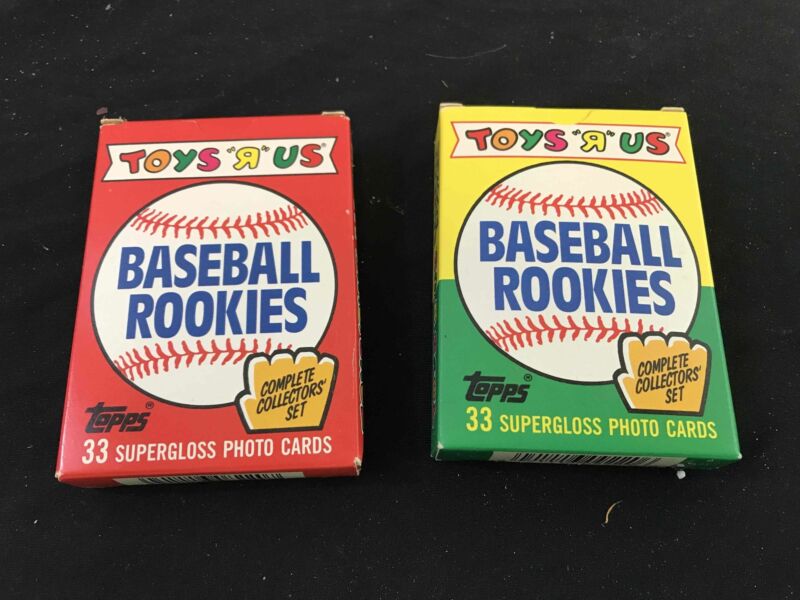 TOYS "Я" US®
BASEBALL
ROOKIES
COMPLETE
COLLECTORS'
SET
TOPPS®
33 SUPERGLOSS PHOTO CARDS
TOYS "Я" US®
BASEBALL
ROOKIES
COMPLETE
COLLECTORS'
SET
TOPPS®
33 SUPERGLOSS PHOTO CARDS